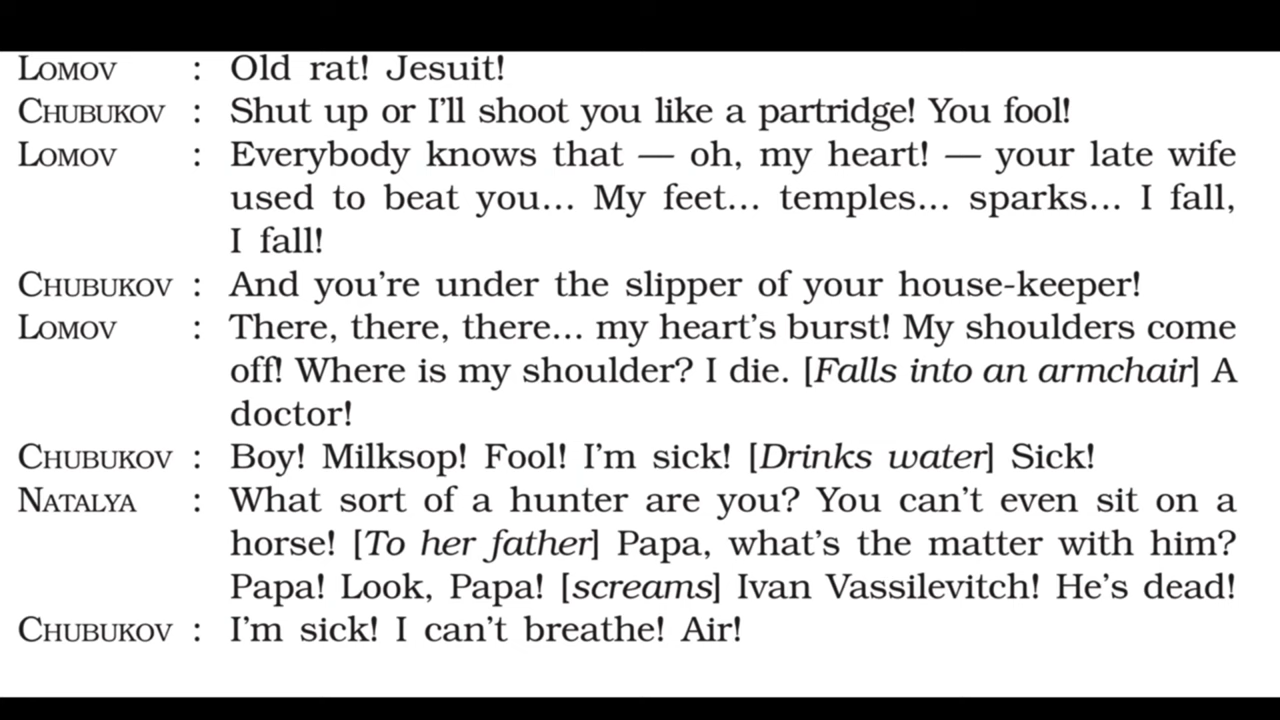 LOMOV : Old rat! Jesuit!
CHUBUKOV : Shut up or I'll shoot you like a partridge! You fool!
LOMOV : Everybody knows that — oh, my heart! — your late wife
used to beat you... My feet... temples... sparks... I fall,
I fall!
CHUBUKOV : And you're under the slipper of your house-keeper!
LOMOV : There, there, there... my heart's burst! My shoulders come
off! Where is my shoulder? I die. [Falls into an armchair] A
doctor!
CHUBUKOV : Boy! Milksop! Fool! I'm sick! [Drinks water] Sick!
NATALYA : What sort of a hunter are you? You can't even sit on a
horse! [To her father] Papa, what's the matter with him?
Papa! Look, Papa! [screams] Ivan Vassilevitch! He's dead!
CHUBUKOV : I'm sick! I can't breathe! Air!